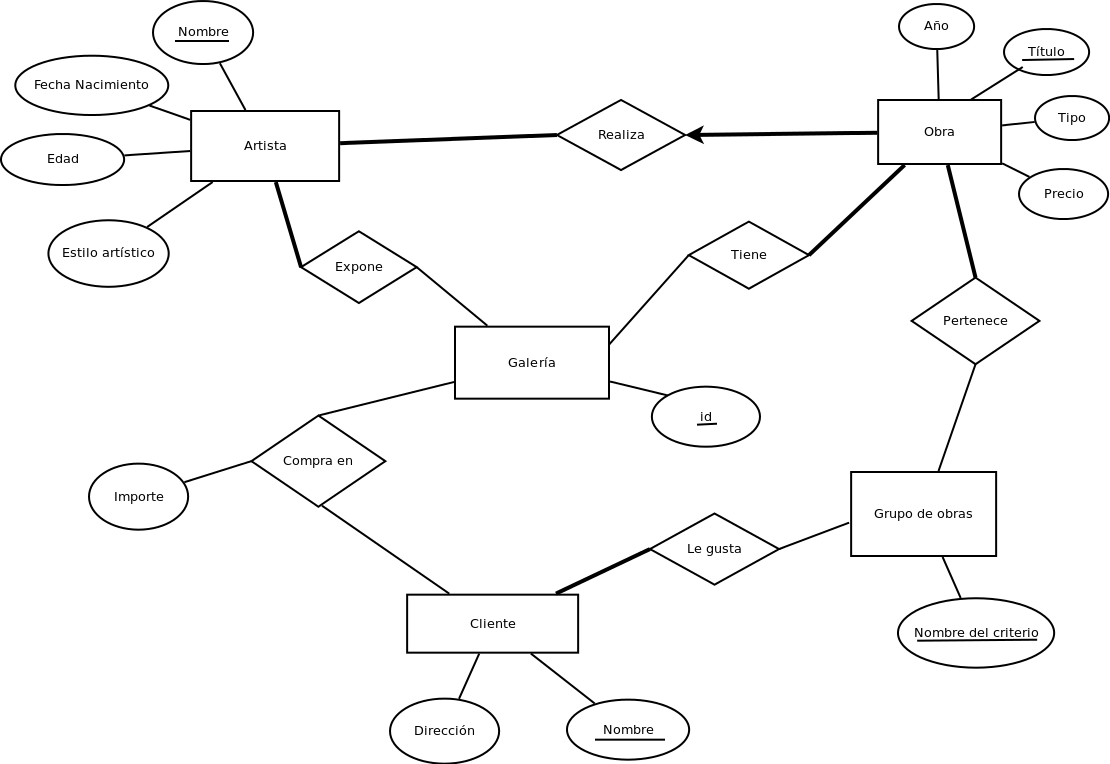 Nombre
Año
Título
Fecha Nacimiento
Tipo
Artista
Realiza
Obra
Edad
Precio
Estilo artístico
Expone
Tiene
Pertenece
Galería
id
Compra en
Importe
Grupo de obras
Le gusta
Cliente
Nombre del criterio
Dirección
Nombre